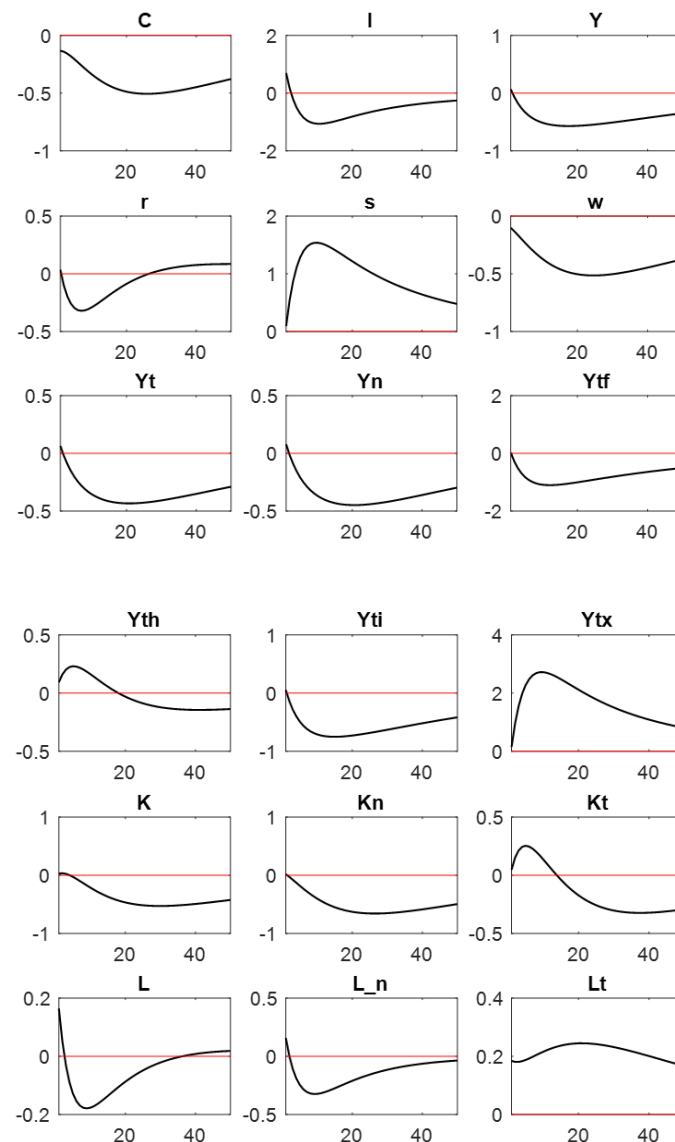 C I Y
0 2 1
-0.5 0 0
-1 -2 -1
20 40 20 40 20 40
r s w
0.5 2 0
0 1 -0.5
-0.5 0 -1
20 40 20 40 20 40
Yt Yn Ytf
0.5 0.5 2
0 0 0
-0.5 -0.5 -2
20 40 20 40 20 40
Yth Yti Ytx
0.5 1 4
0 0 2
-0.5 -1 0
20 40 20 40 20 40
K Kn Kt
1 1 0.5
0 0 0
-1 -1 -0.5
20 40 20 40 20 40
L L_n Lt
0.2 0.5 0.4
0 0 0.2
-0.2 -0.5 0
20 40 20 40 20 40